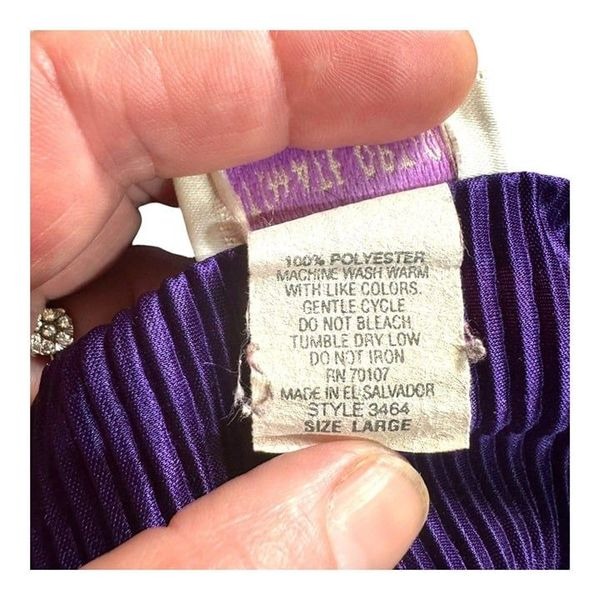 100% POLYESTER
MACHINE WASH WARM
WITH LIKE COLORS.
GENTLE CYCLE
DO NOT BLEACH
TUMBLE DRY LOW
DO NOT IRON
RN 70107
MADE IN EL SALVADOR
STYLE 3464
SIZE LARGE